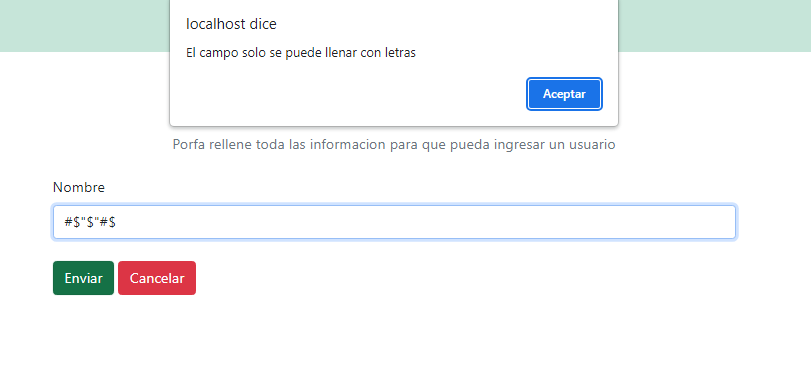 localhost dice
El campo solo se puede llenar con letras
Aceptar
Porfa rellene toda las informacion para que pueda ingresar un usuario
Nombre
#$"$"#$
Enviar Cancelar